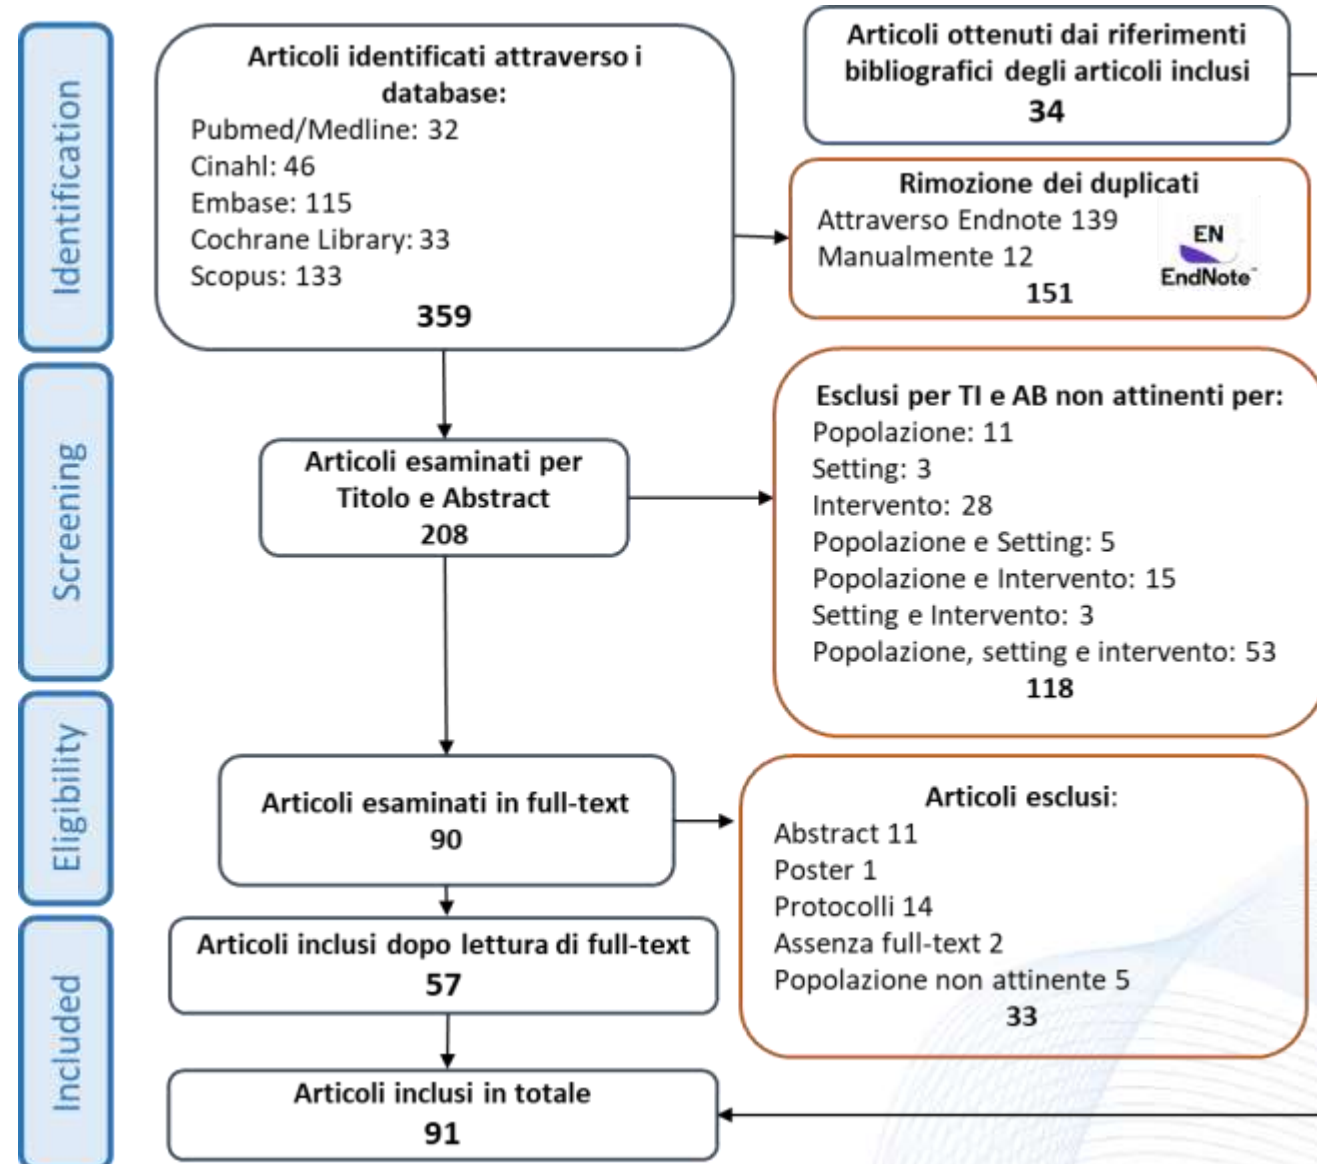 Identification
Articoli identificati attraverso i
database:
Pubmed/Medline: 32
Cinahl: 46
Embase: 115
Cochrane Library: 33
Scopus: 133
359
Articoli ottenuti dai riferimenti
bibliografici degli articoli inclusi
34
Rimozione dei duplicati
Attraverso Endnote 139
Manualmente 12
151
EN
EndNote™
Screening
Articoli esaminati per
Titolo e Abstract
208
Esclusi per TI e AB non attinenti per:
Popolazione: 11
Setting: 3
Intervento: 28
Popolazione e Setting: 5
Popolazione e Intervento: 15
Setting e Intervento: 3
Popolazione, setting e intervento: 53
118
Eligibility
Articoli esaminati in full-text
90
Articoli esclusi:
Abstract 11
Poster 1
Protocolli 14
Assenza full-text 2
Popolazione non attinente 5
33
Included
Articoli inclusi dopo lettura di full-text
57
Articoli inclusi in totale
91